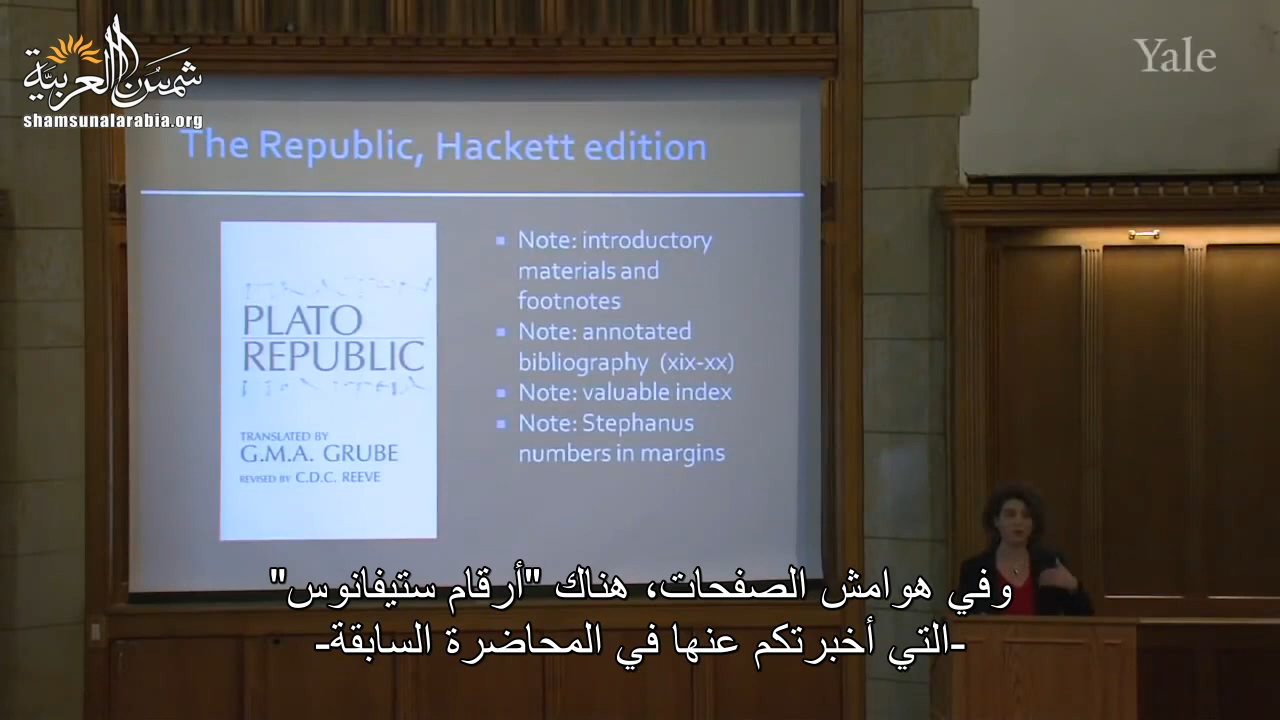 شمس العربية
shamsunalarabia.org
Yale
The Republic, Hackett edition
PLATO
REPUBLIC
TRANSLATED BY
G.M.A. GRUBE
REVISED BY C.D.C. REEVE
Note: introductory
materials and
footnotes
Note: annotated
bibliography (xix-xx)
Note: valuable index
Note: Stephanus
numbers in margins
وفي هوامش الصفحات، هناك "أرقام ستيفانوس"
-التي أخبرتكم عنها في المحاضرة السابقة-